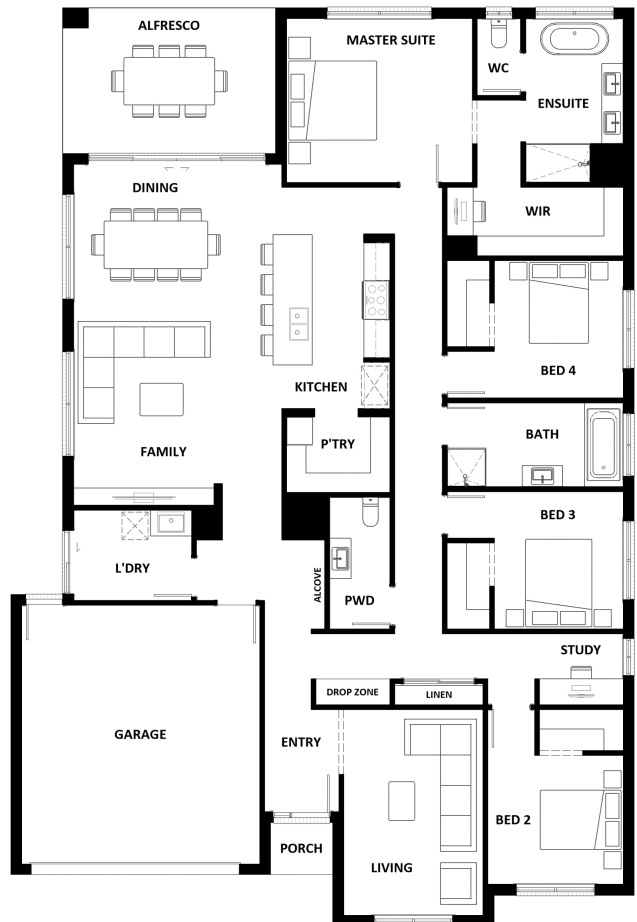 ALFRESCO
MASTER SUITE
WC
ENSUITE
DINING
WIR
KITCHEN
BED 4
P'TRY
BATH
FAMILY
BED 3
L'DRY
ALCOVE
PWD
STUDY
DROP ZONE
LINEN
GARAGE
ENTRY
BED 2
PORCH
LIVING